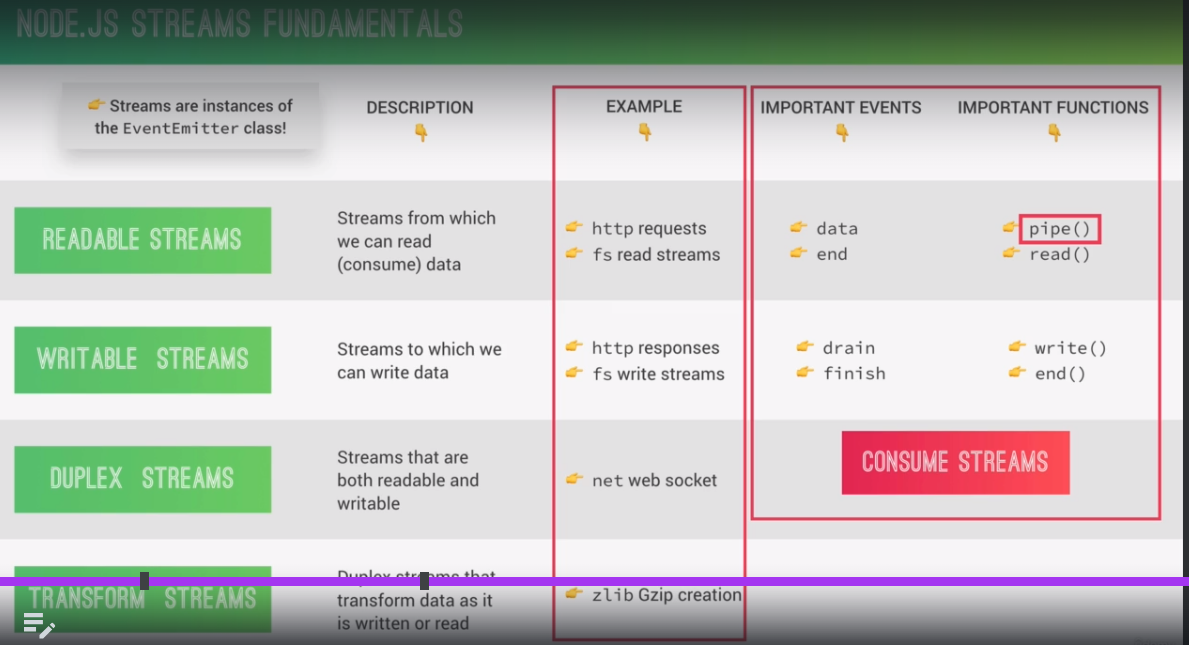 NODE.JS STREAMS FUNDAMENTALS
👉 Streams are instances of
the EventEmitter class!
DESCRIPTION
👇
EXAMPLE
👇
IMPORTANT EVENTS
👇
IMPORTANT FUNCTIONS
👇
READABLE STREAMS
Streams from which
we can read
(consume) data
👉 http requests
👉 fs read streams
👉 data
👉 end
👉 pipe()
👉 read()
WRITABLE STREAMS
Streams to which we
can write data
👉 http responses
👉 fs write streams
👉 drain
👉 finish
👉 write()
👉 end()
DUPLEX STREAMS
Streams that are
both readable and
writable
👉 net web socket
CONSUME STREAMS
TRANSFORM STREAMS
Duplex streams that
transform data as it
is written or read
👉 zlib Gzip creation